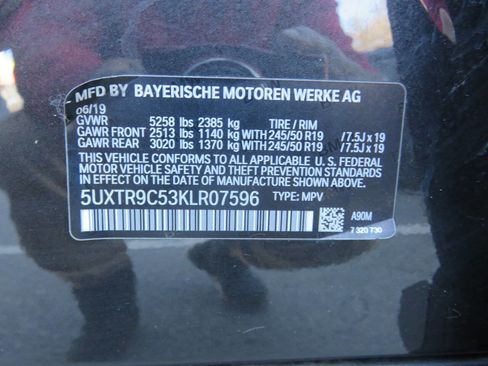 MFD BY BAYERISCHE MOTOREN WERKE AG
06/19
GVWR 5258 lbs 2385 kg TIRE / RIM
GAWR FRONT 2513 lbs 1140 kg WITH 245/50 R19 /7.5J x 19
GAWR REAR 3020 lbs 1370 kg WITH 245/50 R19 /7.5J x 19
THIS VEHICLE CONFORMS TO ALL APPLICABLE U. S. FEDERAL
MOTOR VEHICLE SAFETY AND THEFT PREVENTION STANDARDS
IN EFFECT ON THE DATE OF MANUFACTURE SHOWN ABOVE.
5UXTR9C53KLR07596 TYPE: MPV
A90M
7 320 730